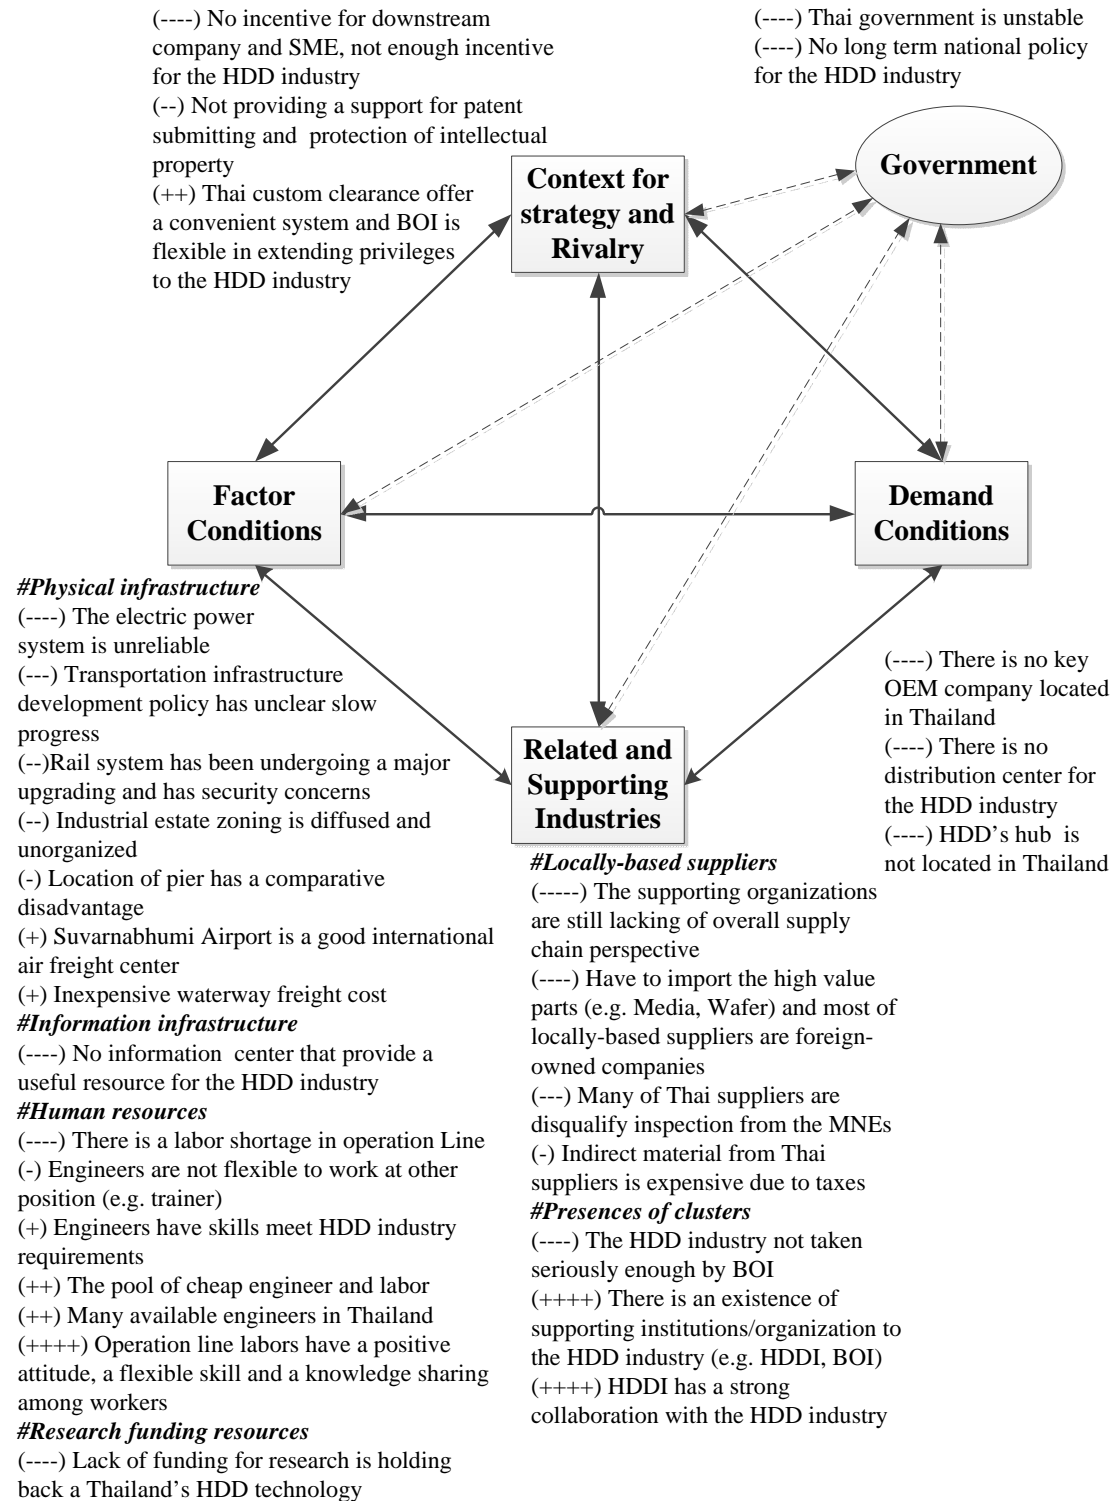 (----) No incentive for downstream
company and SME, not enough incentive
for the HDD industry
(--) Not providing a support for patent
submitting and protection of intellectual
property
(++) Thai custom clearance offer
a convenient system and BOI is
flexible in extending privileges
to the HDD industry
(----) Thai government is unstable
(----) No long term national policy
for the HDD industry
Government
Context for
strategy and
Rivalry
Factor
Conditions
Demand
Conditions
#Physical infrastructure
(----) The electric power
system is unreliable
(---) Transportation infrastructure
development policy has unclear slow
progress
(--)Rail system has been undergoing a major
upgrading and has security concerns
(--) Industrial estate zoning is diffused and
unorganized
(-) Location of pier has a comparative
disadvantage
(+) Suvarnabhumi Airport is a good international
air freight center
(+) Inexpensive waterway freight cost
#Information infrastructure
(----) No information center that provide a
useful resource for the HDD industry
#Human resources
(----) There is a labor shortage in operation Line
(-) Engineers are not flexible to work at other
position (e.g. trainer)
(+) Engineers have skills meet HDD industry
requirements
(++) The pool of cheap engineer and labor
(++) Many available engineers in Thailand
(++++) Operation line labors have a positive
attitude, a flexible skill and a knowledge sharing
among workers
#Research funding resources
(----) Lack of funding for research is holding
back a Thailand's HDD technology
Related and
Supporting
Industries
#Locally-based suppliers
(-----) The supporting organizations
are still lacking of overall supply
chain perspective
(----) Have to import the high value
parts (e.g. Media, Wafer) and most of
locally-based suppliers are foreign-
owned companies
(---) Many of Thai suppliers are
disqualify inspection from the MNEs
(-) Indirect material from Thai
suppliers is expensive due to taxes
#Presences of clusters
(----) The HDD industry not taken
seriously enough by BOI
(++++) There is an existence of
supporting institutions/organization to
the HDD industry (e.g. HDDI, BOI)
(++++) HDDI has a strong
collaboration with the HDD industry
(----) There is no key
OEM company located
in Thailand
(----) There is no
distribution center for
the HDD industry
(----) HDD's hub is
not located in Thailand